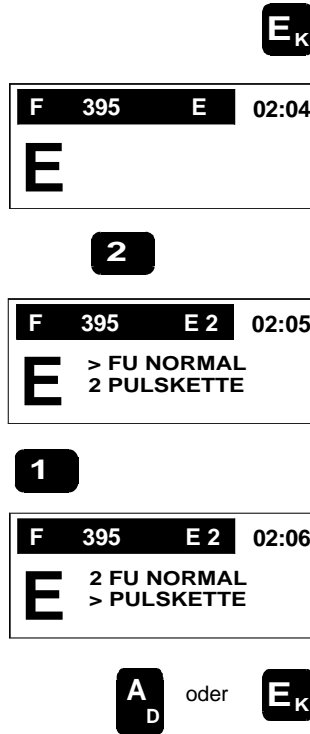 E K
F 395 E 02:04
E
2
F 395 E 2 02:05
E > FU NORMAL
2 PULSKETTE
1
F 395 E 2 02:06
E 2 FU NORMAL
> PULSKETTE
A D oder E K